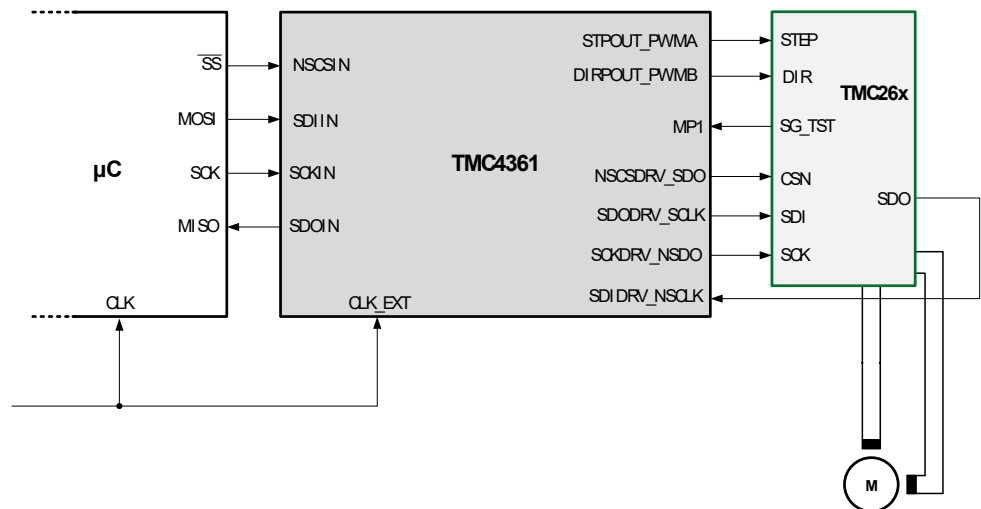 SS
MOSI
SCK
MISO
µC
CLK
NSCSIN
SDIIN
SCKIN
SDOIN
TMC4361
CLK_EXT
STPOUT_PWMA
DIRPOUT_PWMB
MP1
NSCSDRV_SDO
SDODRV_SCLK
SCKDRV_NSDO
SDIDRV_NSCLK
STEP
DIR
TMC26x
SG_TST
CSN
SDO
SDI
SCK
M